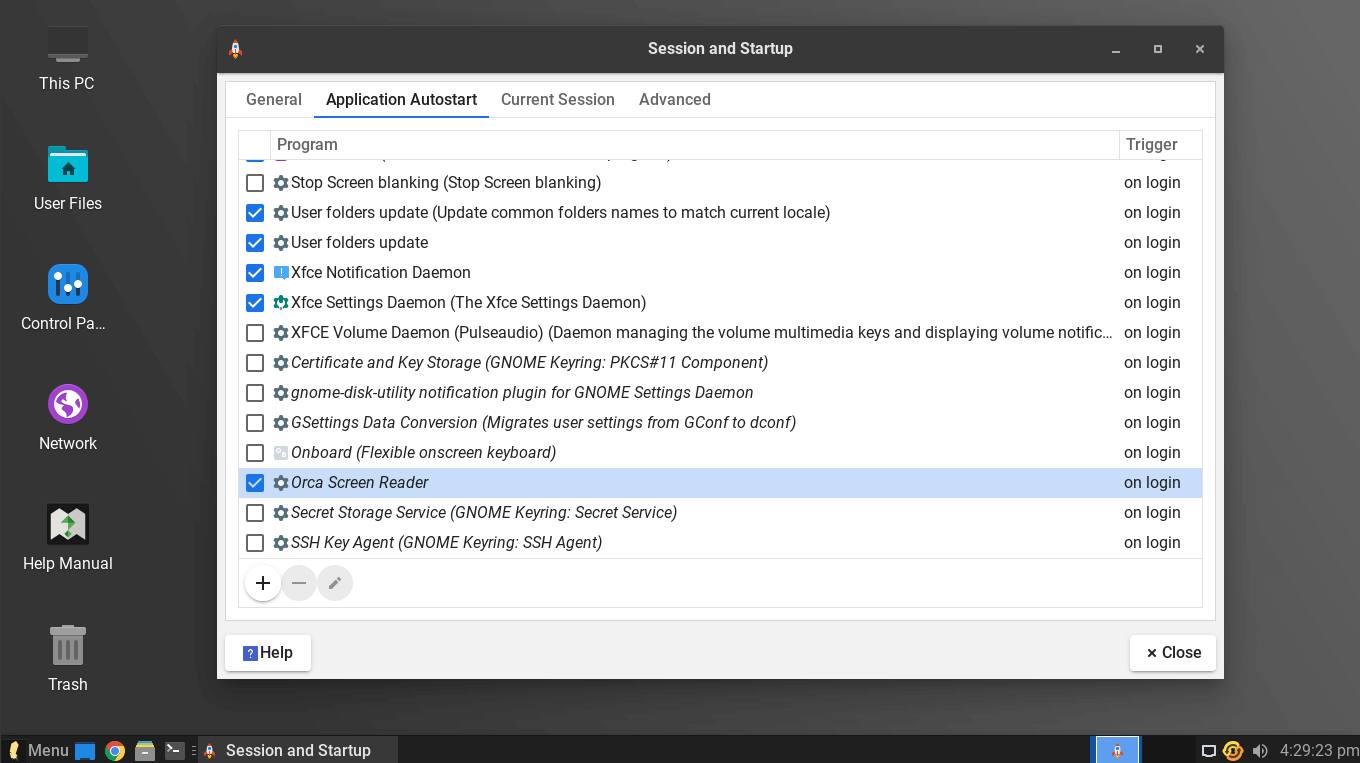 Session and Startup
This PC
User Files
Control Pa...
Network
Help Manual
Trash
General Application Autostart Current Session Advanced
Program Trigger
Stop Screen blanking (Stop Screen blanking) on login
User folders update (Update common folders names to match current locale) on login
User folders update on login
Xfce Notification Daemon on login
Xfce Settings Daemon (The Xfce Settings Daemon) on login
XFCE Volume Daemon (Pulseaudio) (Daemon managing the volume multimedia keys and displaying volume notific... on login
Certificate and Key Storage (GNOME Keyring: PKCS#11 Component) on login
gnome-disk-utility notification plugin for GNOME Settings Daemon on login
GSettings Data Conversion (Migrates user settings from GConf to dconf) on login
Onboard (Flexible onscreen keyboard) on login
Orca Screen Reader on login
Secret Storage Service (GNOME Keyring: Secret Service) on login
SSH Key Agent (GNOME Keyring: SSH Agent) on login
? Help
Close
Menu
Session and Startup
4:29:23 pm